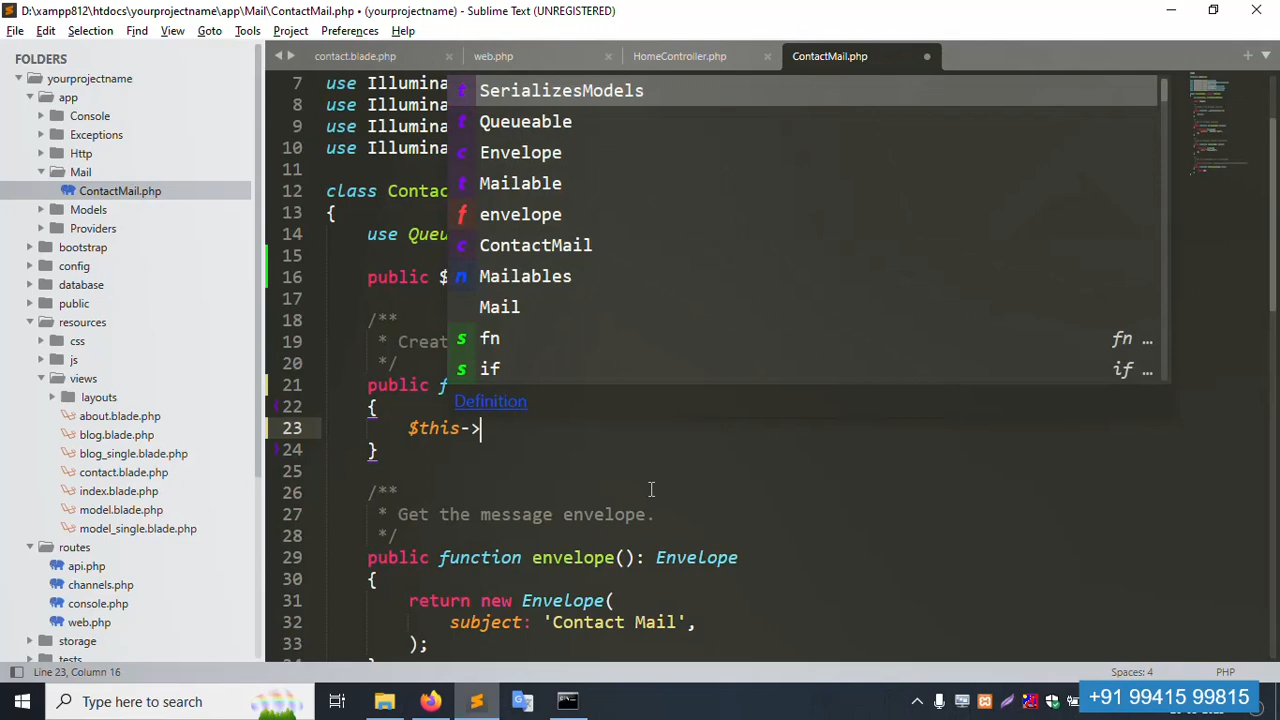 D:\xampp812\htdocs\yourprojectname\app\Mail\ContactMail.php • (yourprojectname) - Sublime Text (UNREGISTERED)
File Edit Selection Find View Goto Tools Project Preferences Help
FOLDERS
yourprojectname
app
Console
Exceptions
Http
Mail
ContactMail.php
Models
Providers
bootstrap
config
database
public
resources
css
js
views
layouts
about.blade.php
blog.blade.php
blog_single.blade.php
contact.blade.php
index.blade.php
model.blade.php
model_single.blade.php
routes
api.php
channels.php
console.php
web.php
storage
tests
contact.blade.php web.php HomeController.php ContactMail.php
7 use Illumina
8 use Illumina
9 use Illumina
10 use Illumina
11
12 class Contac
13 {
14 use Queu
15
16 public $
17
18 /**
19 * Creat
20 */
21 public f
22 {
23 $this->
24 }
25
26 /**
27 * Get the message envelope.
28 */
29 public function envelope(): Envelope
30 {
31 return new Envelope(
32 subject: 'Contact Mail',
33 );
t SerializesModels
t Queueable
c Envelope
t Mailable
f envelope
c ContactMail
n Mailables
Mail
s fn fn …
s if if …
Definition
Line 23, Column 16 Spaces: 4 PHP
Type here to search
+91 99415 99815